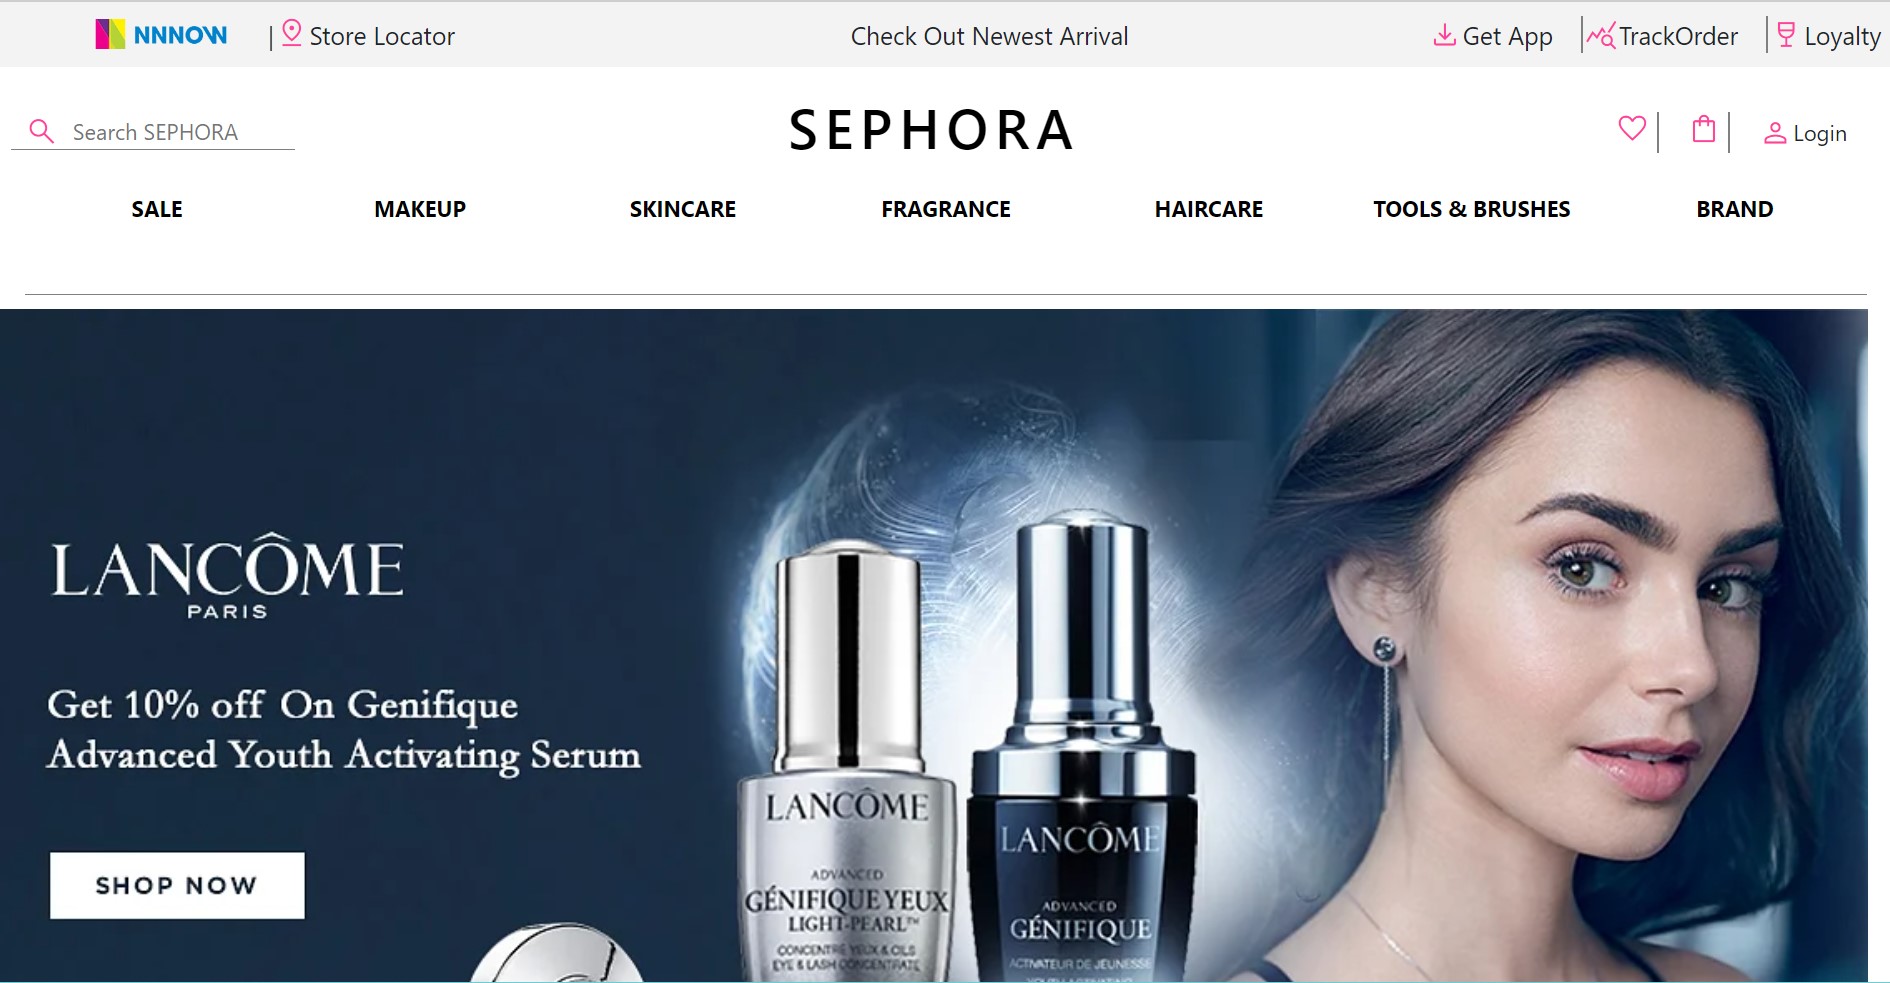 NNNOW
Store Locator
Check Out Newest Arrival
Get App
TrackOrder
Loyalty
Search SEPHORA
SEPHORA
Login
SALE
MAKEUP
SKINCARE
FRAGRANCE
HAIRCARE
TOOLS & BRUSHES
BRAND
LANCÔME
PARIS
Get 10% off On Genifique
Advanced Youth Activating Serum
SHOP NOW
LANCÔME
ADVANCED
GÉNIFIQUE YEUX
LIGHT-PEARL™
CONCENTRÉ YEUX & CILS
EYE & LASH CONCENTRATE
LANCÔME
ADVANCED
GÉNIFIQUE
ACTIVATEUR DE JEUNESSE
YOUTH ACTIVATING